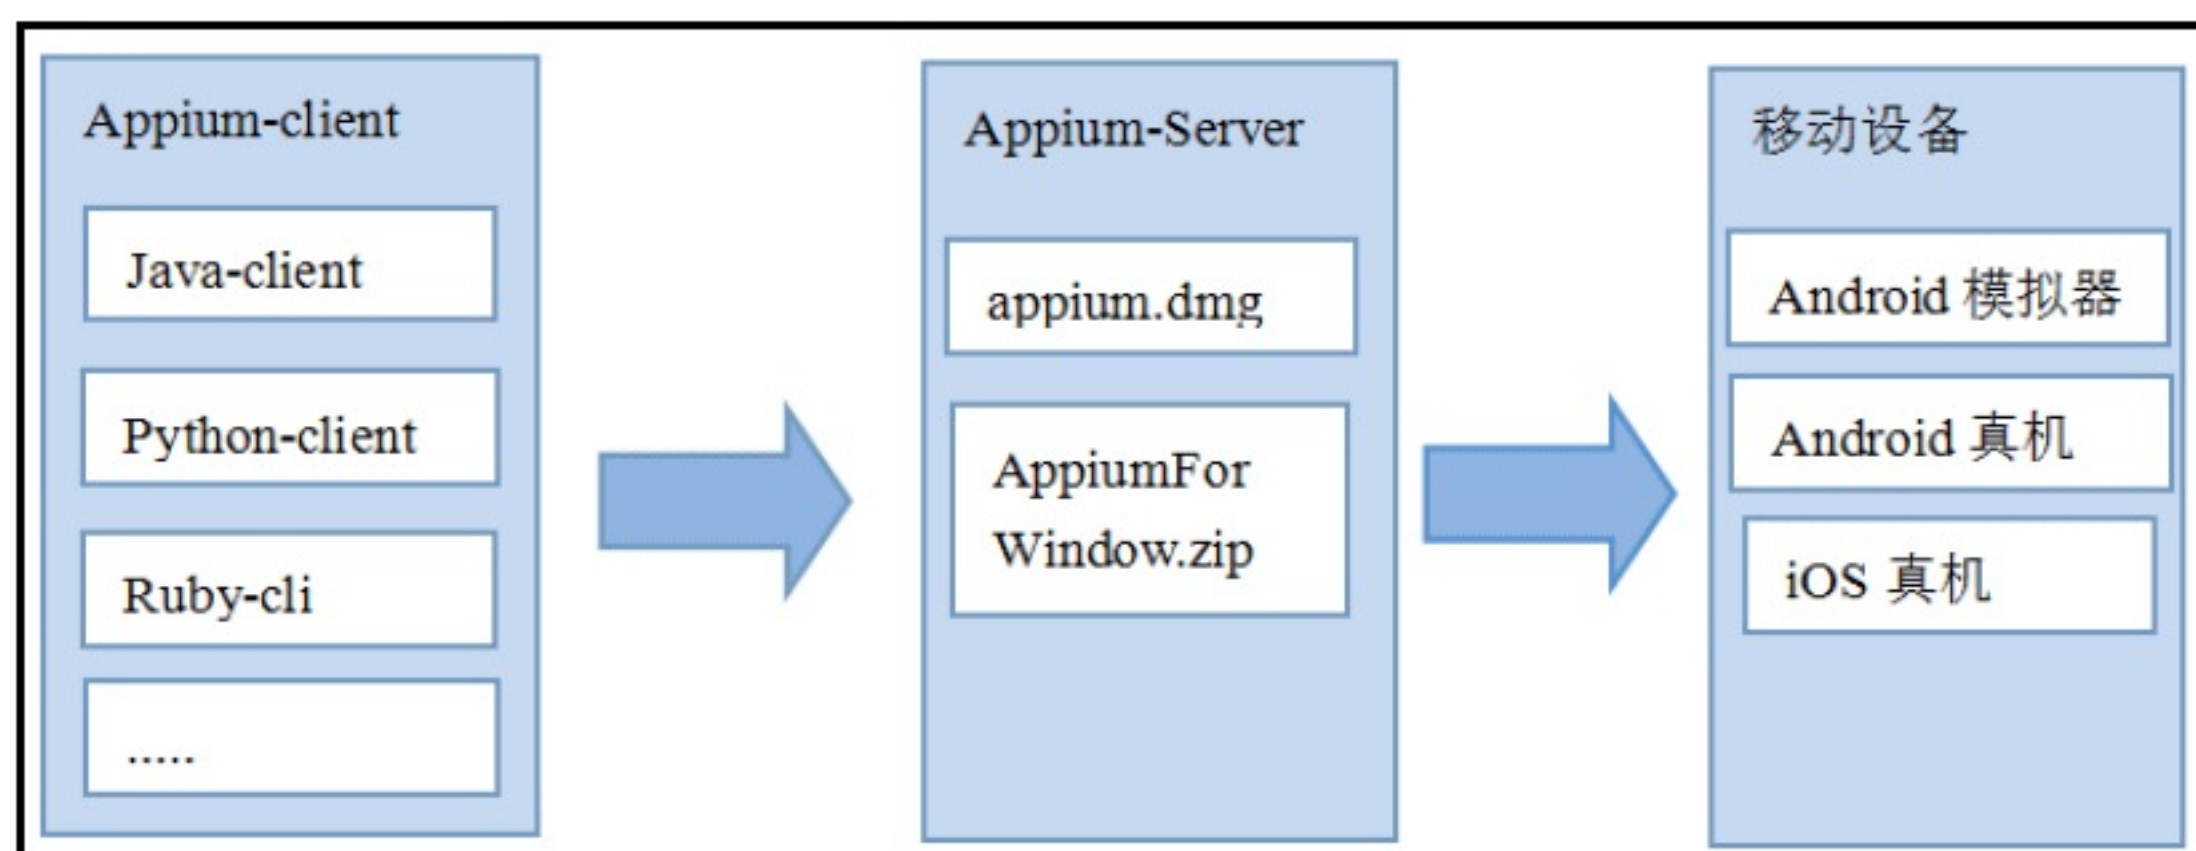 Appium-client
Java-client
Python-client
Ruby-cli
.....
Appium-Server
appium.dmg
AppiumFor
Window.zip
移动设备
Android 模拟器
Android 真机
iOS 真机